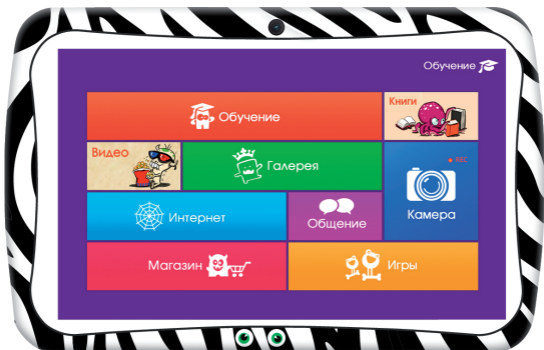 Обучение
Обучение
Книги
Видео
Галерея
REC
Камера
Интернет
Общение
Магазин
Игры